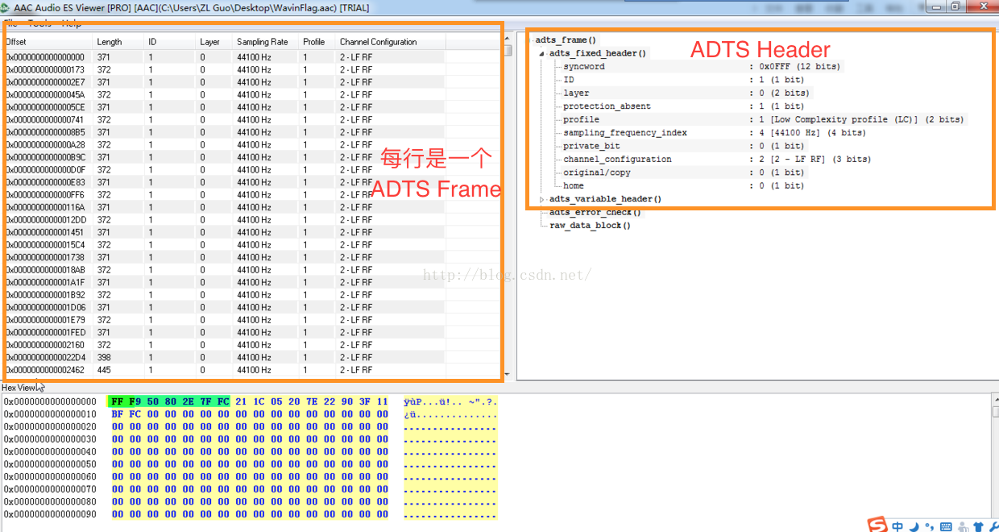 AAC Audio ES Viewer [PRO] [AAC](C:\Users\ZL Guo\Desktop\WavinFlag.aac) [TRIAL]
File Tools Help
Offset Length ID Layer Sampling Rate Profile Channel Configuration
0x0000000000000000 371 1 0 44100 Hz 1 2 - LF RF
0x0000000000000173 372 1 0 44100 Hz 1 2 - LF RF
0x00000000000002E7 371 1 0 44100 Hz 1 2 - LF RF
0x000000000000045A 372 1 0 44100 Hz 1 2 - LF RF
0x00000000000005CE 371 1 0 44100 Hz 1 2 - LF RF
0x0000000000000741 372 1 0 44100 Hz 1 2 - LF RF
0x00000000000008B5 371 1 0 44100 Hz 1 2 - LF RF
0x0000000000000A28 372 1 0 44100 Hz 1 2 - LF RF
0x0000000000000B9C 371 1 0 44100 Hz 1 2 - LF RF
0x0000000000000D0F 372 1 0 44100 Hz 1 2 - LF RF
0x0000000000000E83 371 1 0 44100 Hz 1 2 - LF RF
0x0000000000000FF6 372 1 0 44100 Hz 1 2 - LF RF
0x000000000000116A 371 1 0 44100 Hz 1 2 - LF RF
0x00000000000012DD 372 1 0 44100 Hz 1 2 - LF RF
0x0000000000001451 371 1 0 44100 Hz 1 2 - LF RF
0x00000000000015C4 372 1 0 44100 Hz 1 2 - LF RF
0x0000000000001738 371 1 0 44100 Hz 1 2 - LF RF
0x00000000000018AB 372 1 0 44100 Hz 1 2 - LF RF
0x0000000000001A1F 371 1 0 44100 Hz 1 2 - LF RF
0x0000000000001B92 372 1 0 44100 Hz 1 2 - LF RF
0x0000000000001D06 371 1 0 44100 Hz 1 2 - LF RF
0x0000000000001E79 372 1 0 44100 Hz 1 2 - LF RF
0x0000000000001FED 371 1 0 44100 Hz 1 2 - LF RF
0x0000000000002160 372 1 0 44100 Hz 1 2 - LF RF
0x00000000000022D4 398 1 0 44100 Hz 1 2 - LF RF
0x0000000000002462 445 1 0 44100 Hz 1 2 - LF RF
每行是一个
ADTS Frame
adts_frame()
ADTS Header
adts_fixed_header()
syncword : 0x0FFF (12 bits)
ID : 1 (1 bit)
layer : 0 (2 bits)
protection_absent : 1 (1 bit)
profile : 1 [Low Complexity profile (LC)] (2 bits)
sampling_frequency_index : 4 [44100 Hz] (4 bits)
private_bit : 0 (1 bit)
channel_configuration : 2 [2 - LF RF] (3 bits)
original/copy : 0 (1 bit)
home : 0 (1 bit)
adts_variable_header()
adts_error_check()
raw_data_block()
http://blog.csdn.net/
Hex View
0x0000000000000000 FF F9 50 80 2E 7F FC 21 1C 05 20 7E 22 90 3F 11 ÿùP...ü!.. ~".?.
0x0000000000000010 BF FC 00 00 00 00 00 00 00 00 00 00 00 00 00 00 ¿ü..............
0x0000000000000020 00 00 00 00 00 00 00 00 00 00 00 00 00 00 00 00 ................
0x0000000000000030 00 00 00 00 00 00 00 00 00 00 00 00 00 00 00 00 ................
0x0000000000000040 00 00 00 00 00 00 00 00 00 00 00 00 00 00 00 00 ................
0x0000000000000050 00 00 00 00 00 00 00 00 00 00 00 00 00 00 00 00 ................
0x0000000000000060 00 00 00 00 00 00 00 00 00 00 00 00 00 00 00 00 ................
0x0000000000000070 00 00 00 00 00 00 00 00 00 00 00 00 00 00 00 00 ................
0x0000000000000080 00 00 00 00 00 00 00 00 00 00 00 00 00 00 00 00 ................
0x0000000000000090 00 00 00 00 00 00 00 00 00 00 00 00 00 00 00 00 ................
S 中